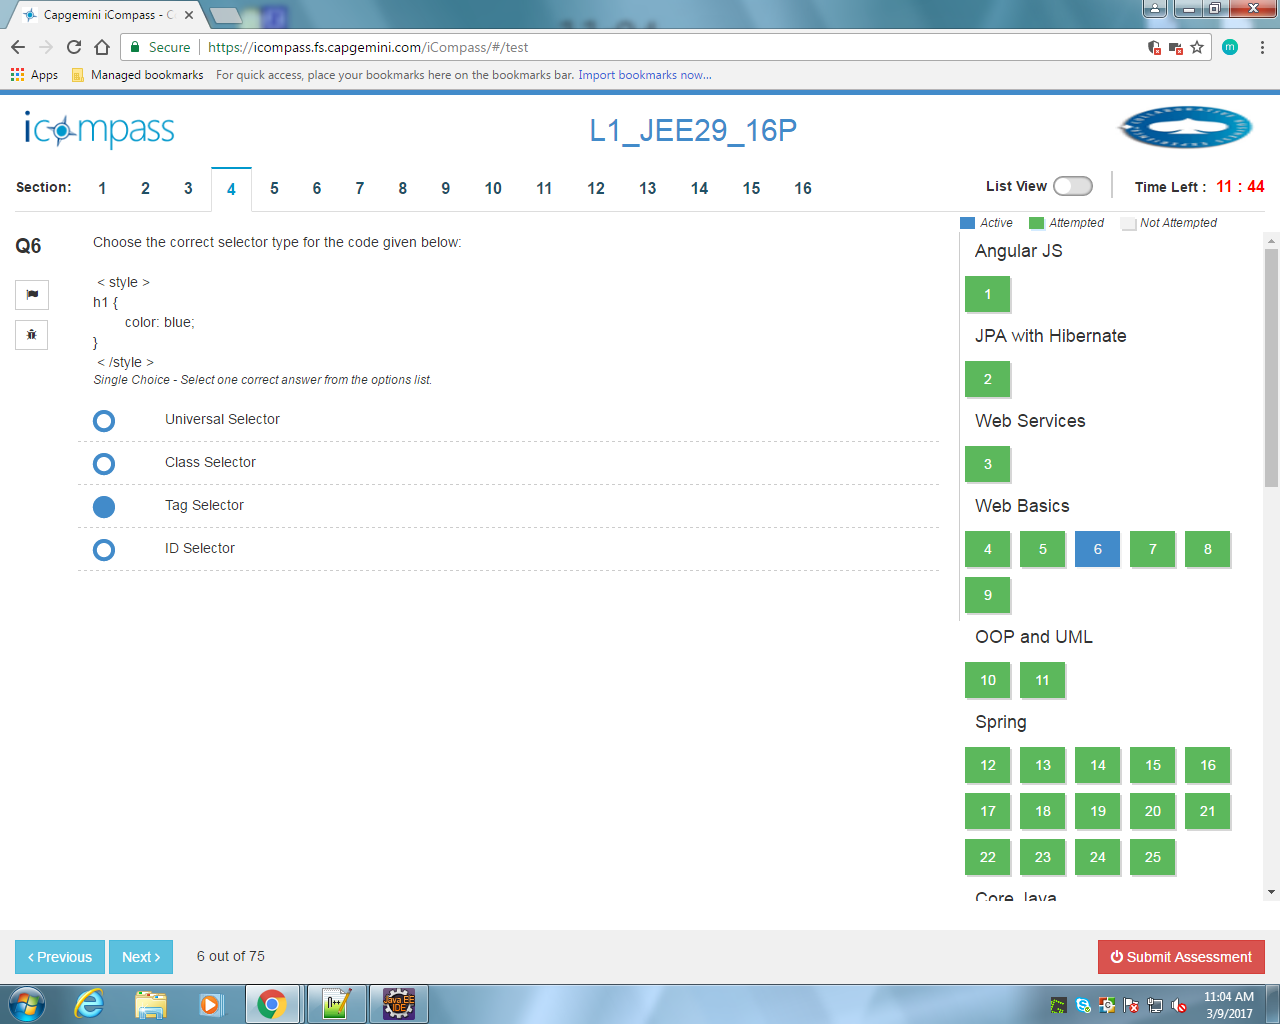 Capgemini iCompass - C
Secure https://icompass.fs.capgemini.com/iCompass/#/test
m
Apps Managed bookmarks For quick access, place your bookmarks here on the bookmarks bar. Import bookmarks now...
icompass
L1_JEE29_16P
Section: 1 2 3 4 5 6 7 8 9 10 11 12 13 14 15 16
List View Time Left : 11 : 44
Active Attempted Not Attempted
Q6
Choose the correct selector type for the code given below:
< style >
h1 {
color: blue;
}
< /style >
Single Choice - Select one correct answer from the options list.
Universal Selector
Class Selector
Tag Selector
ID Selector
Angular JS
1
JPA with Hibernate
2
Web Services
3
Web Basics
4 5 6 7 8
9
OOP and UML
10 11
Spring
12 13 14 15 16
17 18 19 20 21
22 23 24 25
Core Java
Previous Next 6 out of 75
Submit Assessment
Java EE
IDE
11:04 AM
3/9/2017